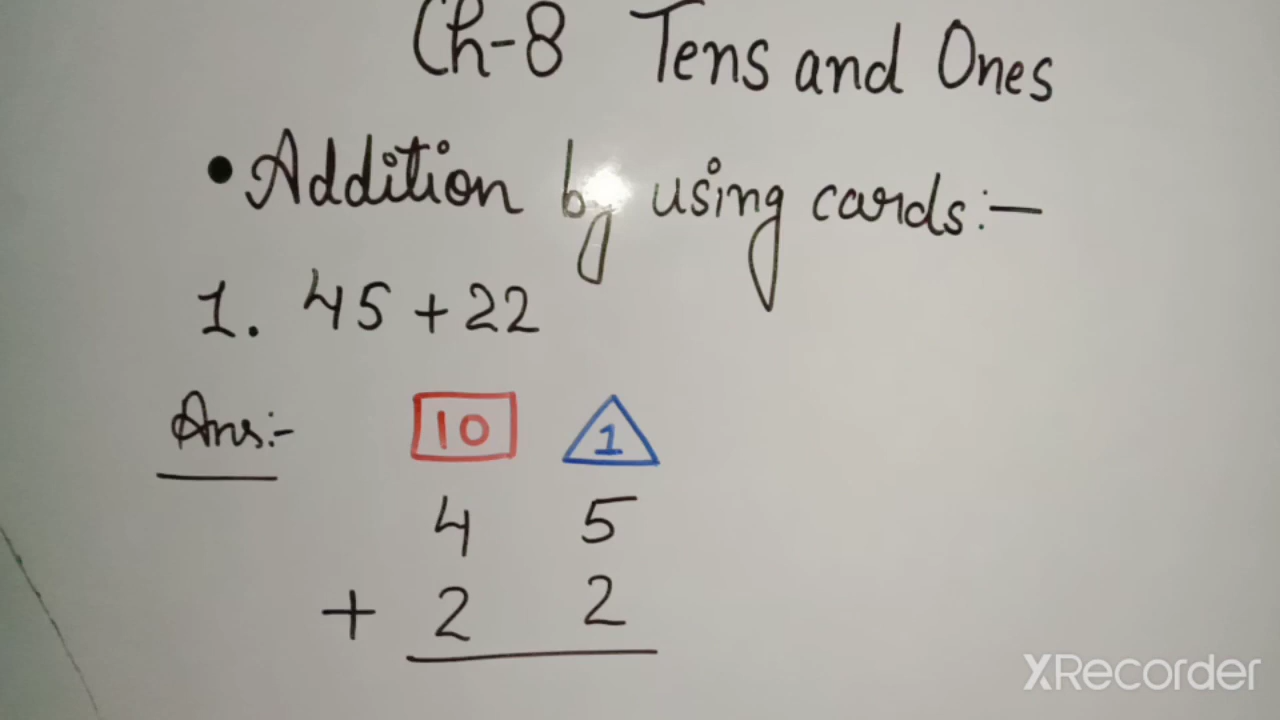 Ch-8 Tens and Ones
• Addition by using cards:-
1. 45 + 22
Ans:-
10 1
4 5
+ 2 2
XRecorder